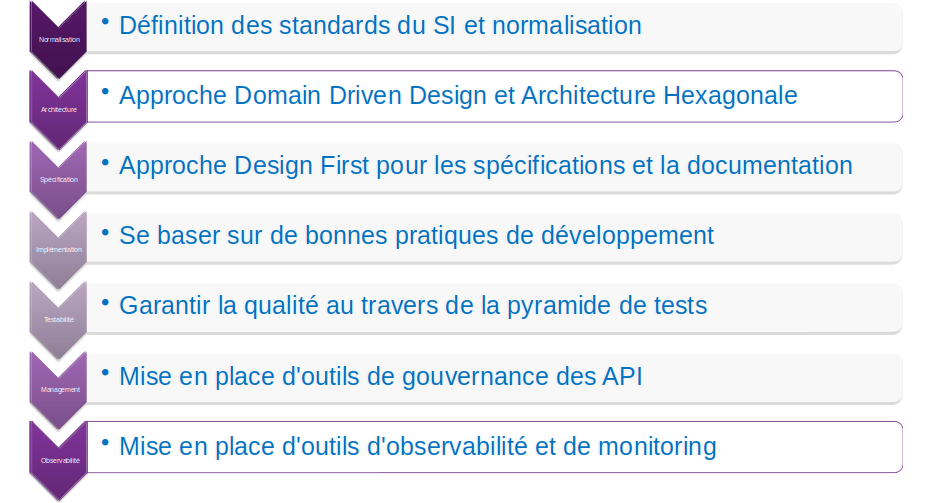 Normalisation
• Définition des standards du SI et normalisation
Architecture
• Approche Domain Driven Design et Architecture Hexagonale
Spécification
• Approche Design First pour les spécifications et la documentation
Implémentation
• Se baser sur de bonnes pratiques de développement
Testabilité
• Garantir la qualité au travers de la pyramide de tests
Management
• Mise en place d'outils de gouvernance des API
Observabilité
• Mise en place d'outils d'observabilité et de monitoring